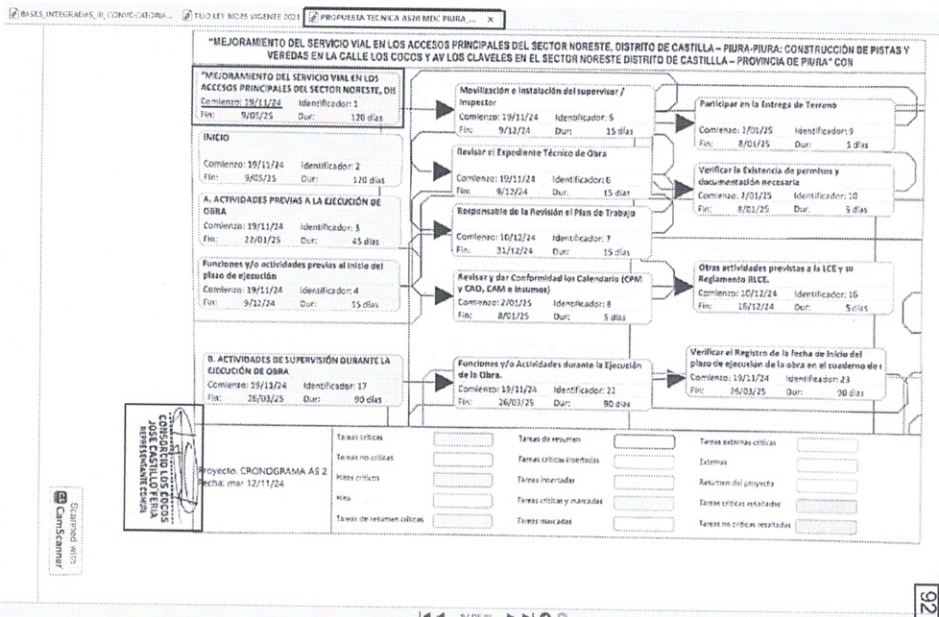 BASES_INTEGRADAS_III_CONVOCATORIA...
TUO LEY 30225 VIGENTE 2021
PROPUESTA TECNICA AS20 MDC PIURA_...
"MEJORAMIENTO DEL SERVICIO VIAL EN LOS ACCESOS PRINCIPALES DEL SECTOR NORESTE, DISTRITO DE CASTILLA – PIURA-PIURA: CONSTRUCCIÓN DE PISTAS Y
VEREDAS EN LA CALLE LOS COCOS Y AV LOS CLAVELES EN EL SECTOR NORESTE DISTRITO DE CASTILLLA – PROVINCIA DE PIURA" CON
"MEJORAMIENTO DEL SERVICIO VIAL EN LOS
ACCESOS PRINCIPALES DEL SECTOR NORESTE, DI
Comienzo: 19/11/24 Identificador: 1
Fin: 9/05/25 Dur: 120 días
INICIO
Comienzo: 19/11/24 Identificador: 2
Fin: 9/05/25 Dur: 120 días
A. ACTIVIDADES PREVIAS A LA EJECUCIÓN DE
OBRA
Comienzo: 19/11/24 Identificador: 3
Fin: 22/01/25 Dur: 45 días
Funciones y/o actividades previas al inicio del
plazo de ejecución
Comienzo: 19/11/24 Identificador: 4
Fin: 9/12/24 Dur: 15 días
B. ACTIVIDADES DE SUPERVISIÓN DURANTE LA
EJECUCIÓN DE OBRA
Comienzo: 19/11/24 Identificador: 17
Fin: 26/03/25 Dur: 90 días
Movilización e Instalación del supervisor /
Inspector
Comienzo: 19/11/24 Identificador: 5
Fin: 9/12/24 Dur: 15 días
Revisar el Expediente Técnico de Obra
Comienzo: 19/11/24 Identificador: 6
Fin: 9/12/24 Dur: 15 días
Responsable de la Revisión el Plan de Trabajo
Comienzo: 10/12/24 Identificador: 7
Fin: 31/12/24 Dur: 15 días
Revisar y dar Conformidad los Calendario (CPM
y CAO, CAM e insumos)
Comienzo: 2/01/25 Identificador: 8
Fin: 8/01/25 Dur: 5 días
Funciones y/o Actividades durante la Ejecución
de la Obra.
Comienzo: 19/11/24 Identificador: 22
Fin: 26/03/25 Dur: 90 días
Participar en la Entrega de Terreno
Comienzo: 2/01/25 Identificador: 9
Fin: 8/01/25 Dur: 5 días
Verificar la Existencia de permisos y
documentación necesaria
Comienzo: 2/01/25 Identificador: 10
Fin: 8/01/25 Dur: 5 días
Otras actividades previstas a la LCE y su
Reglamento RLCE.
Comienzo: 10/12/24 Identificador: 16
Fin: 16/12/24 Dur: 5 días
Verificar el Registro de la fecha de Inicio del
plazo de ejecución de la obra en el cuaderno de
Comienzo: 19/11/24 Identificador: 23
Fin: 26/03/25 Dur: 90 días
Proyecto: CRONOGRAMA AS 2
Fecha: mar 12/11/24
Tareas críticas
Tareas no críticas
Hitos críticos
Hito
Tareas de resumen críticas
Tareas de resumen
Tareas críticas insertadas
Tareas insertadas
Tareas críticas y marcadas
Tareas marcadas
Tareas externas críticas
Externas
Resumen del proyecto
Tareas críticas resaltadas
Tareas no críticas resaltadas
CONSORCIO LOS COCOS
JOSE CASTILLO FERIA
REPRESENTANTE COMUN
Scanned with
CS CamScanner
92